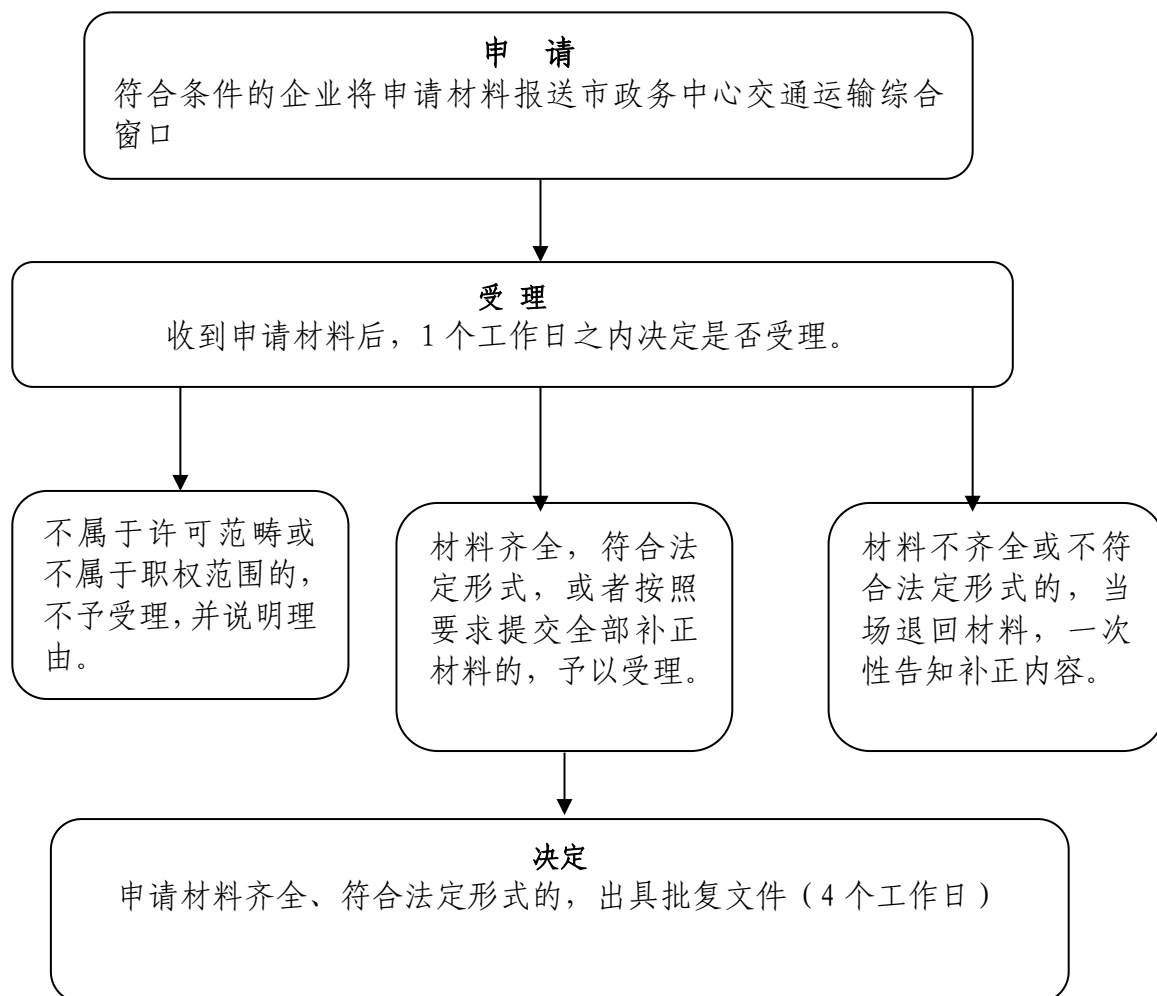 申 请
符合条件的企业将申请材料报送市政务中心交通运输综合
窗口
受 理
收到申请材料后，1 个工作日之内决定是否受理。
不属于许可范畴或
不属于职权范围的，
不予受理，并说明理
由。
材料齐全，符合法
定形式，或者按照
要求提交全部补正
材料的，予以受理。
材料不齐全或不符
合法定形式的，当
场退回材料，一次
性告知补正内容。
决定
申请材料齐全、符合法定形式的，出具批复文件（4 个工作日）